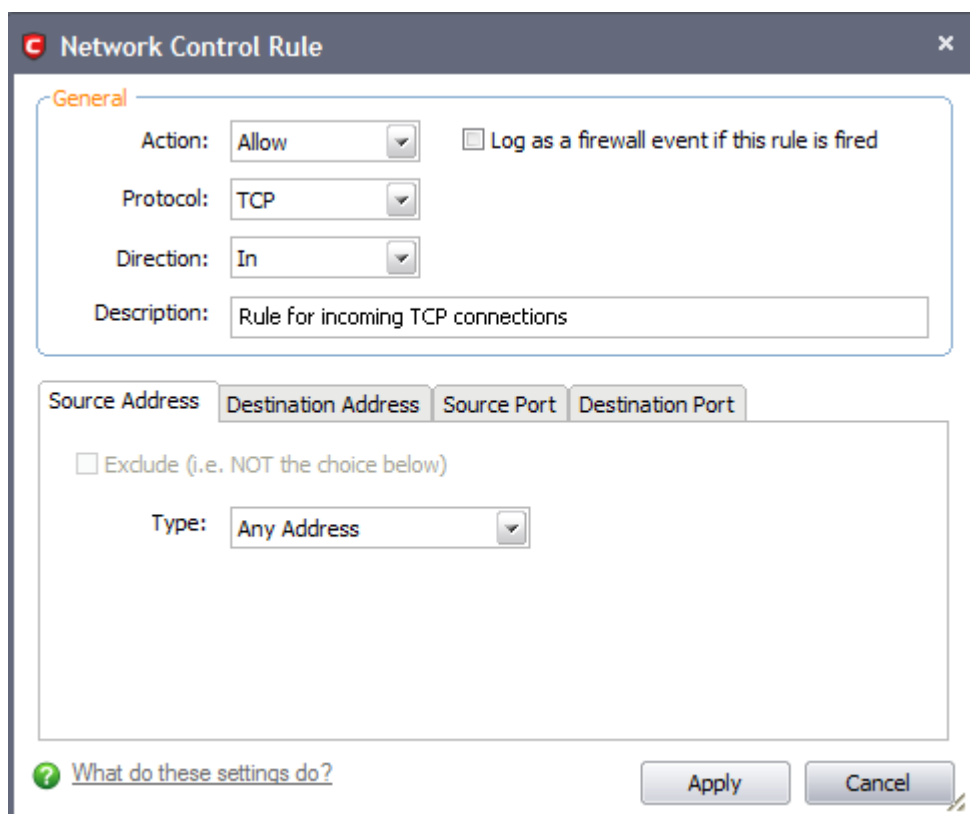 Network Control Rule
General
Action: Allow Log as a firewall event if this rule is fired
Protocol: TCP
Direction: In
Description: Rule for incoming TCP connections
Source Address Destination Address Source Port Destination Port
Exclude (i.e. NOT the choice below)
Type: Any Address
What do these settings do? Apply Cancel